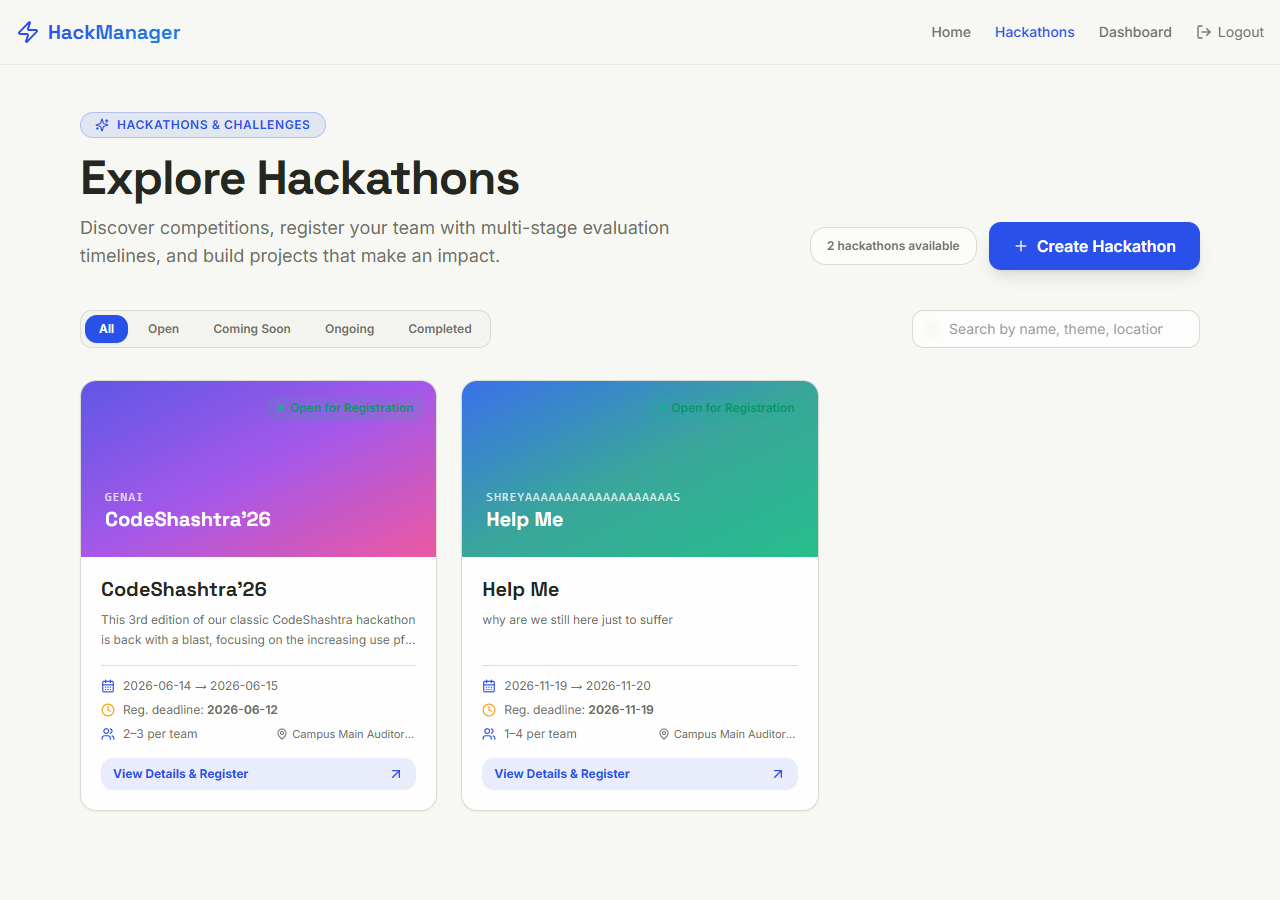 HackManager
Home
Hackathons
Dashboard
Logout
HACKATHONS & CHALLENGES
Explore Hackathons
Discover competitions, register your team with multi-stage evaluation
timelines, and build projects that make an impact.
2 hackathons available
+ Create Hackathon
All
Open
Coming Soon
Ongoing
Completed
Search by name, theme, location
Open for Registration
GENAI
CodeShashtra’26
CodeShashtra’26
This 3rd edition of our classic CodeShashtra hackathon
is back with a blast, focusing on the increasing use pf…
2026-06-14 → 2026-06-15
Reg. deadline: 2026-06-12
2–3 per team
Campus Main Auditor…
View Details & Register
Open for Registration
SHREYAAAAAAAAAAAAAAAAAAAS
Help Me
Help Me
why are we still here just to suffer
2026-11-19 → 2026-11-20
Reg. deadline: 2026-11-19
1–4 per team
Campus Main Auditor…
View Details & Register